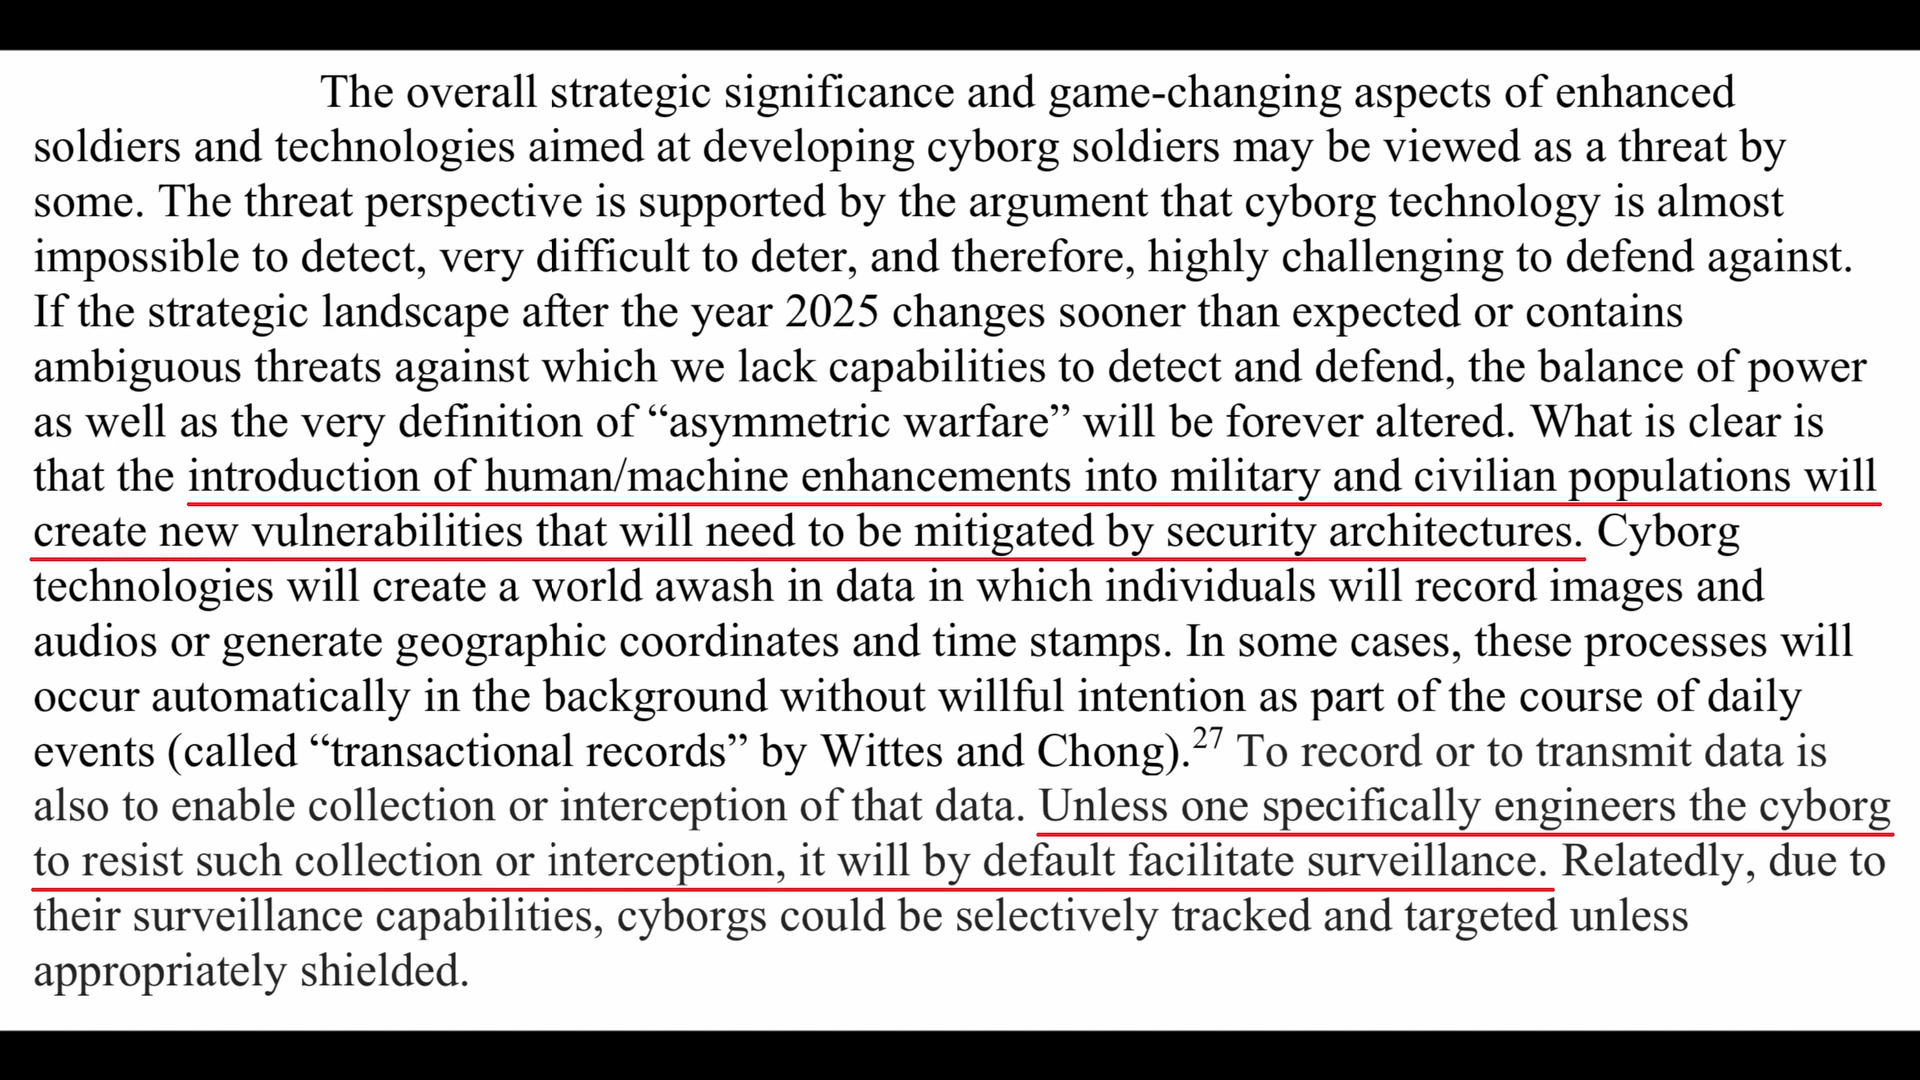 The overall strategic significance and game-changing aspects of enhanced
soldiers and technologies aimed at developing cyborg soldiers may be viewed as a threat by
some. The threat perspective is supported by the argument that cyborg technology is almost
impossible to detect, very difficult to deter, and therefore, highly challenging to defend against.
If the strategic landscape after the year 2025 changes sooner than expected or contains
ambiguous threats against which we lack capabilities to detect and defend, the balance of power
as well as the very definition of “asymmetric warfare” will be forever altered. What is clear is
that the introduction of human/machine enhancements into military and civilian populations will
create new vulnerabilities that will need to be mitigated by security architectures. Cyborg
technologies will create a world awash in data in which individuals will record images and
audios or generate geographic coordinates and time stamps. In some cases, these processes will
occur automatically in the background without willful intention as part of the course of daily
events (called “transactional records” by Wittes and Chong).27 To record or to transmit data is
also to enable collection or interception of that data. Unless one specifically engineers the cyborg
to resist such collection or interception, it will by default facilitate surveillance. Relatedly, due to
their surveillance capabilities, cyborgs could be selectively tracked and targeted unless
appropriately shielded.